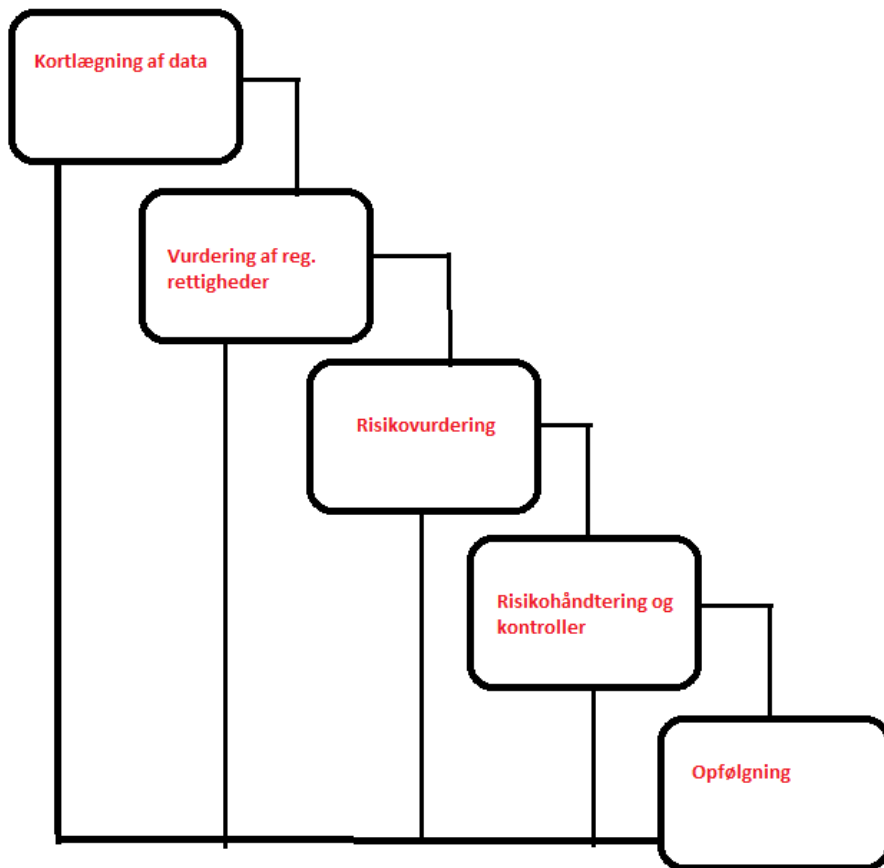 Kortlægning af data
Vurdering af reg.
rettigheder
Risikovurdering
Risikohåndtering og
kontroller
Opfølgning